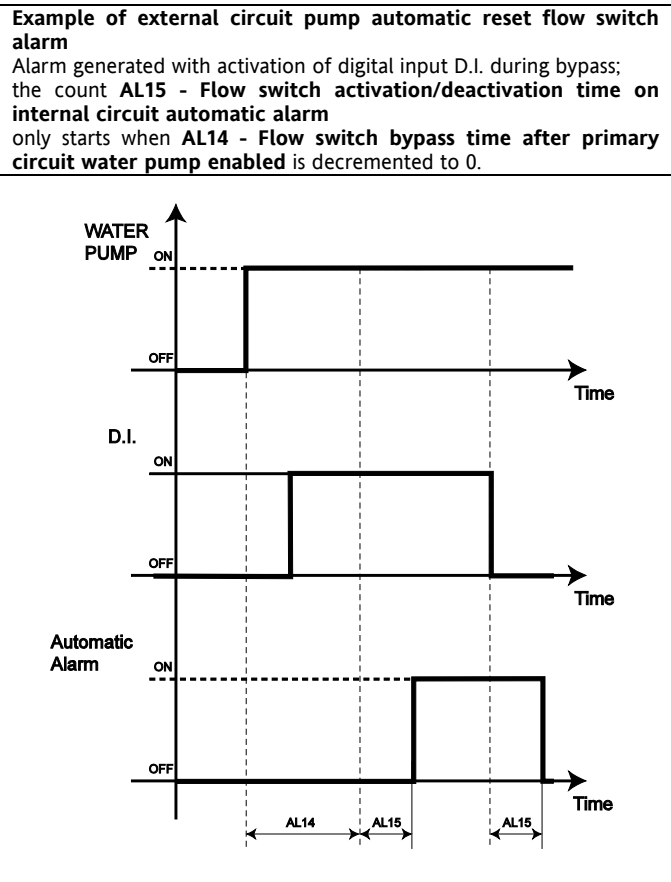 Example of external circuit pump automatic reset flow switch
alarm
Alarm generated with activation of digital input D.I. during bypass;
the count AL15 - Flow switch activation/deactivation time on
internal circuit automatic alarm
only starts when AL14 - Flow switch bypass time after primary
circuit water pump enabled is decremented to 0.
WATER
PUMP
ON
OFF
Time
D.I.
ON
OFF
Time
Automatic
Alarm
ON
OFF
Time
AL14
AL15
AL15